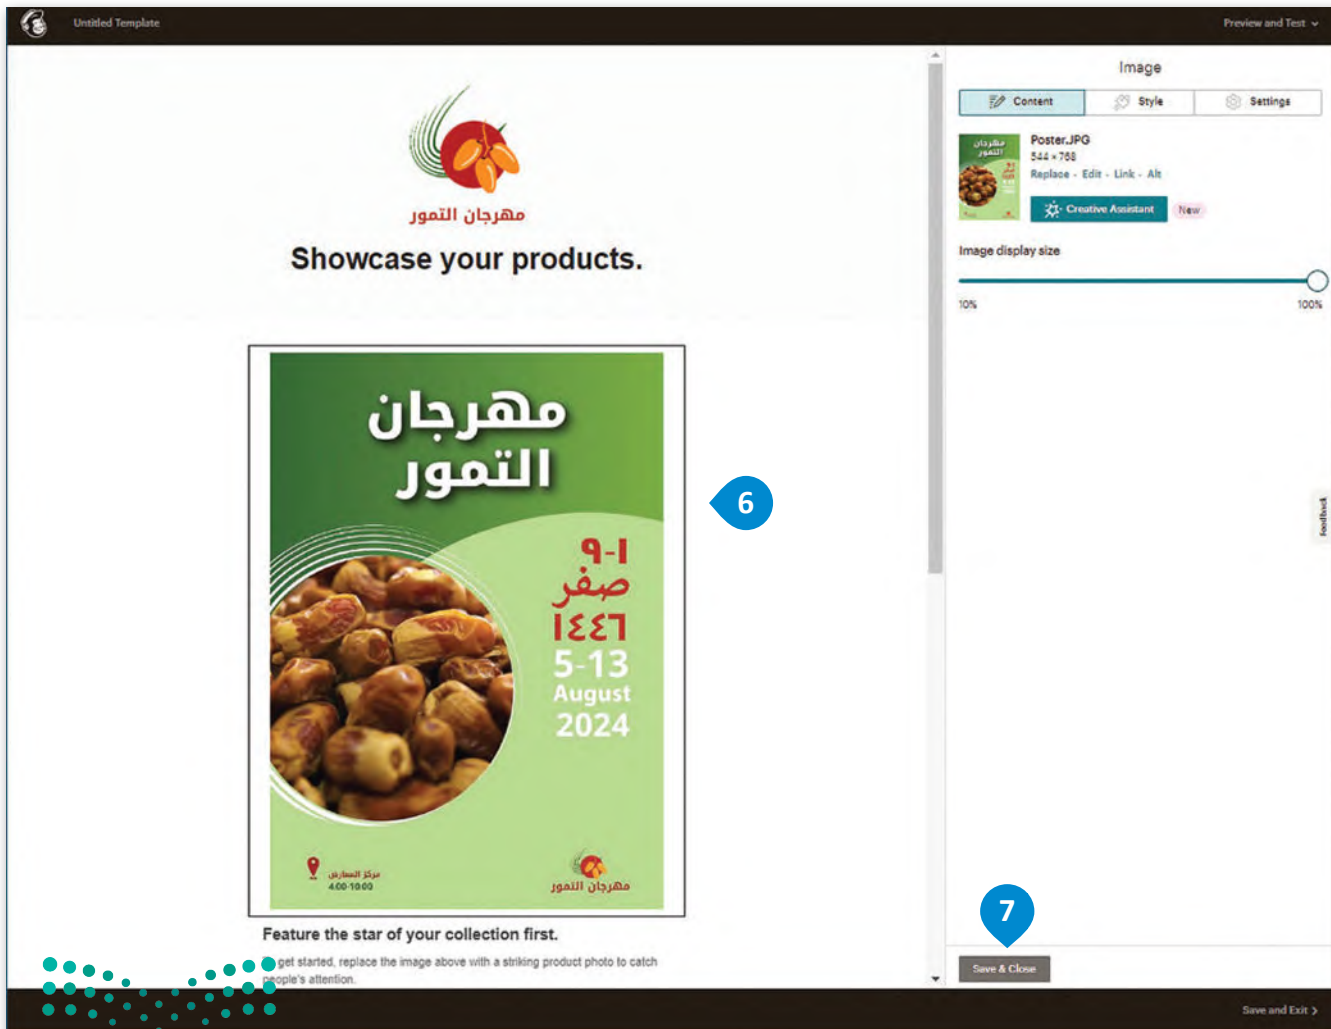 Untitled Template
Preview and Test
مهرجان التمور
Showcase your products.
مهرجان
التمور
٩-١
صفر
١٤٤٦
5-13
August
2024
مركز المعارض
4:00-10:00
مهرجان التمور
6
Feature the star of your collection first.
get started, replace the image above with a striking product photo to catch
people's attention.
Image
Content
Style
Settings
مهرجان
التمور
Poster.JPG
544 × 768
Replace - Edit - Link - Alt
Creative Assistant
New
Image display size
10%
100%
Feedback
7
Save & Close
Save and Exit